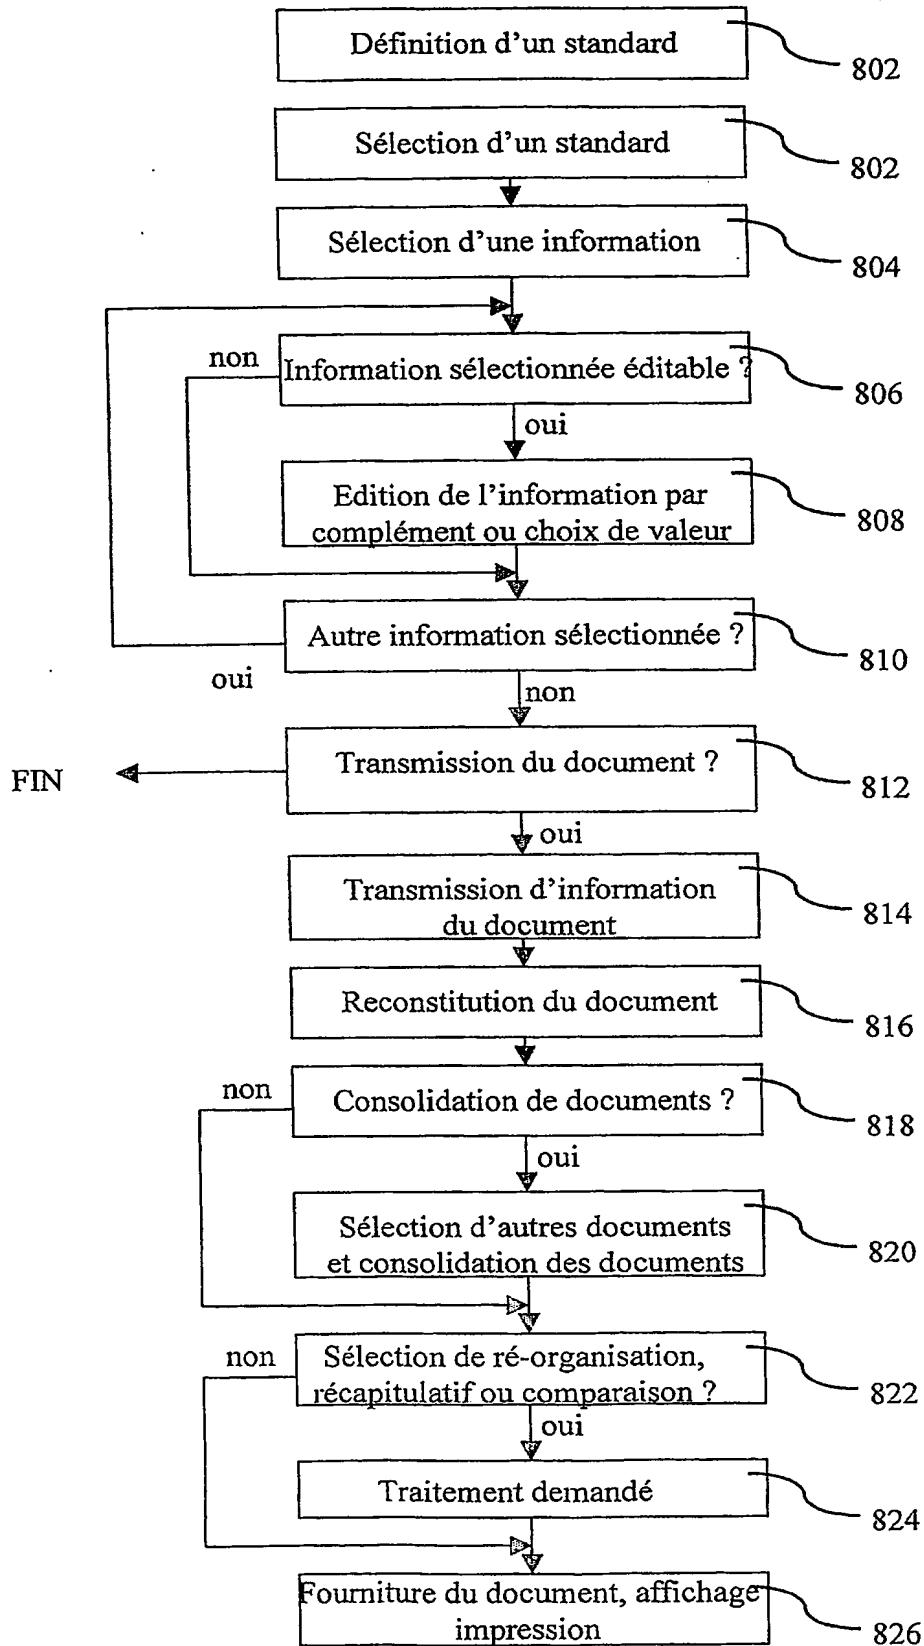 Définition d'un standard
802
Sélection d'un standard
802
Sélection d'une information
804
non
Information sélectionnée éditable ?
806
oui
Edition de l'information par
complément ou choix de valeur
808
Autre information sélectionnée ?
810
oui
non
Transmission du document ?
812
FIN
oui
Transmission d'information
du document
814
Reconstitution du document
816
non
Consolidation de documents ?
818
oui
Sélection d'autres documents
et consolidation des documents
820
non
Sélection de ré-organisation,
récapitulatif ou comparaison ?
822
oui
Traitement demandé
824
Fourniture du document, affichage
impression
826